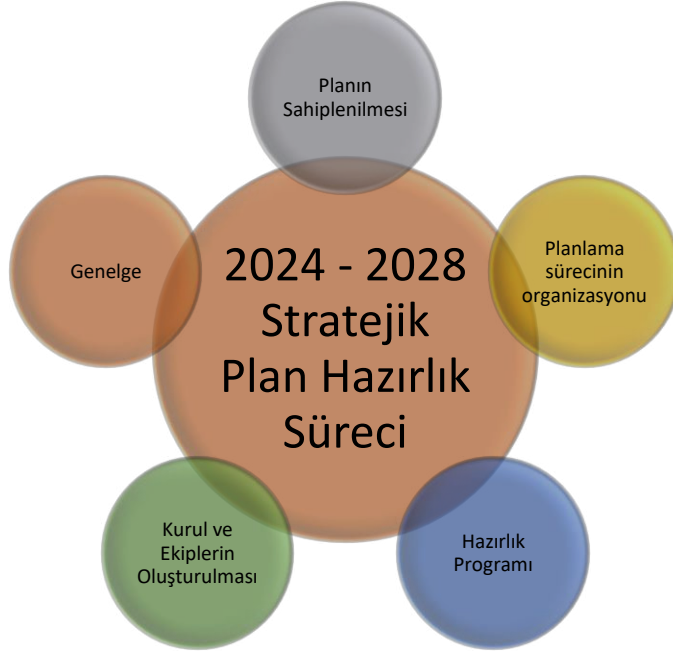 Planın
Sahiplenilmesi
Planlama
sürecinin
organizasyonu
Genelge
2024 - 2028
Stratejik
Plan Hazırlık
Süreci
Kurul ve
Ekiplerin
Oluşturulması
Hazırlık
Programı